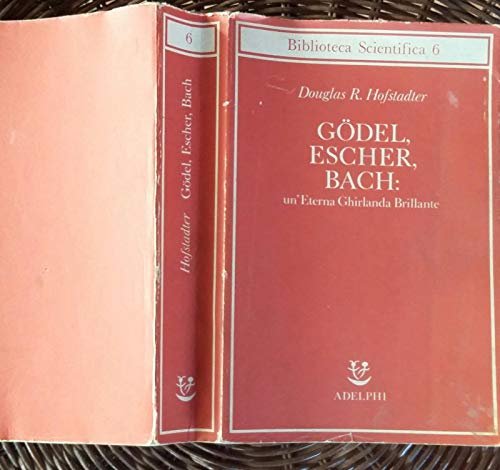 6
Hofstadter Gödel, Escher, Bach
Biblioteca Scientifica 6
Douglas R. Hofstadter
GÖDEL,
ESCHER,
BACH:
un'Eterna Ghirlanda Brillante
ADELPHI